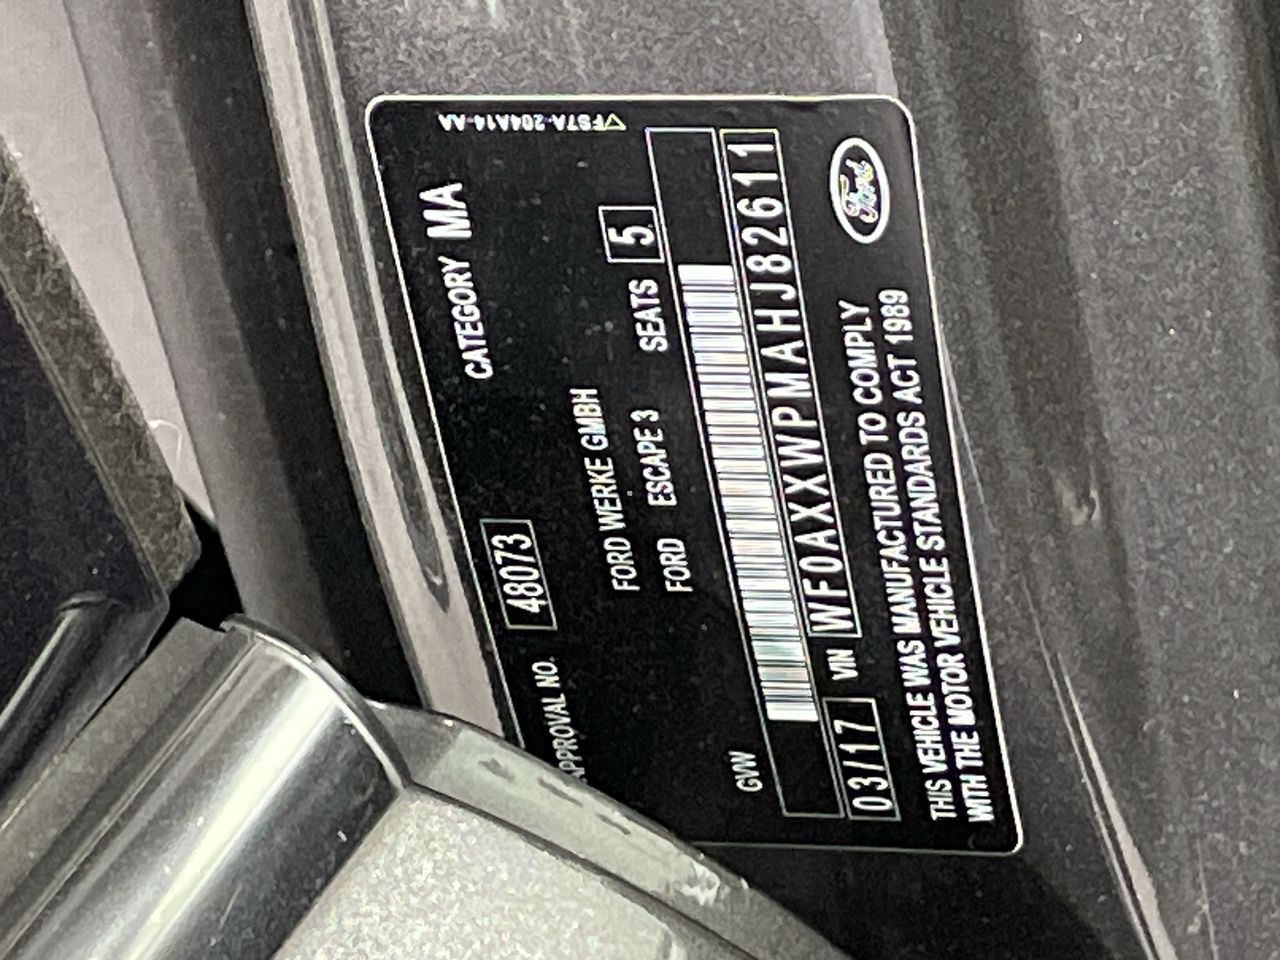 FS7A-204A14-AA
APPROVAL NO. 48073 CATEGORY MA
FORD WERKE GMBH
FORD ESCAPE 3 SEATS 5
GVW
03/17 VIN WF0AXXWPMAHJ82611
THIS VEHICLE WAS MANUFACTURED TO COMPLY
WITH THE MOTOR VEHICLE STANDARDS ACT 1989
Ford